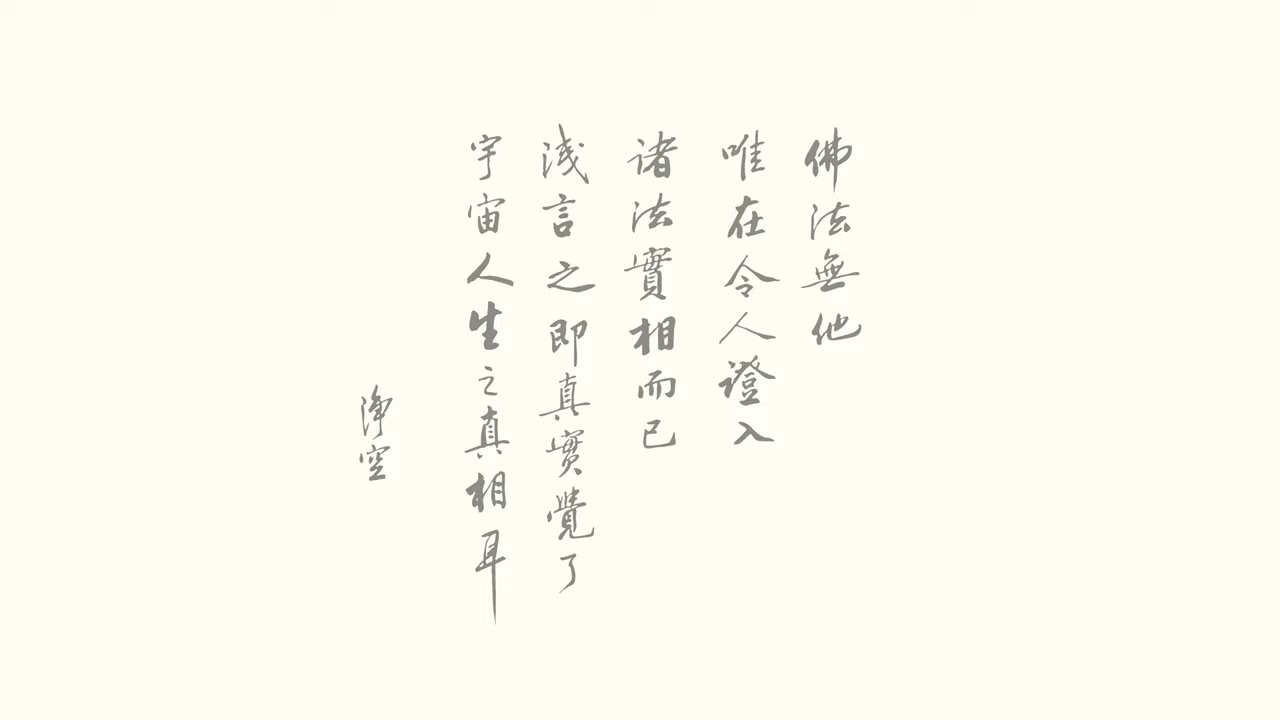 佛法無他
唯在令人證入
諸法實相而已
淺言之即真實覺了
宇宙人生之真相耳
淨空